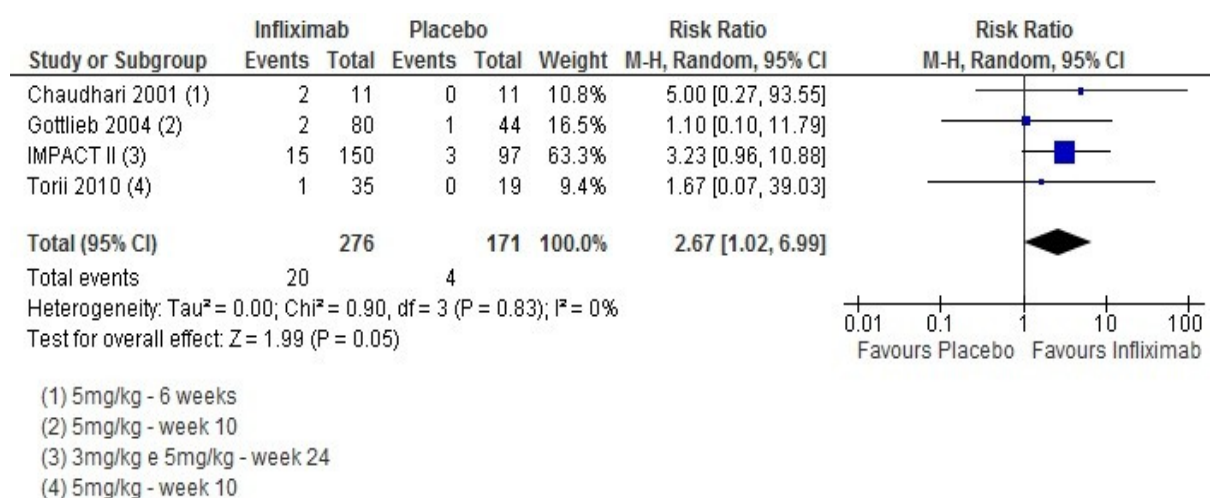 Infliximab Placebo Risk Ratio Risk Ratio
Study or Subgroup Events Total Events Total Weight M-H, Random, 95% CI M-H, Random, 95% CI
Chaudhari 2001 (1) 2 11 0 11 10.8% 5.00 [0.27, 93.55]
Gottlieb 2004 (2) 2 80 1 44 16.5% 1.10 [0.10, 11.79]
IMPACT II (3) 15 150 3 97 63.3% 3.23 [0.96, 10.88]
Torii 2010 (4) 1 35 0 19 9.4% 1.67 [0.07, 39.03]
Total (95% CI) 276 171 100.0% 2.67 [1.02, 6.99]
Total events 20 4
Heterogeneity: Tau² = 0.00; Chi² = 0.90, df = 3 (P = 0.83); I² = 0%
Test for overall effect: Z = 1.99 (P = 0.05)
0.01 0.1 1 10 100
Favours Placebo Favours Infliximab
(1) 5mg/kg - 6 weeks
(2) 5mg/kg - week 10
(3) 3mg/kg e 5mg/kg - week 24
(4) 5mg/kg - week 10